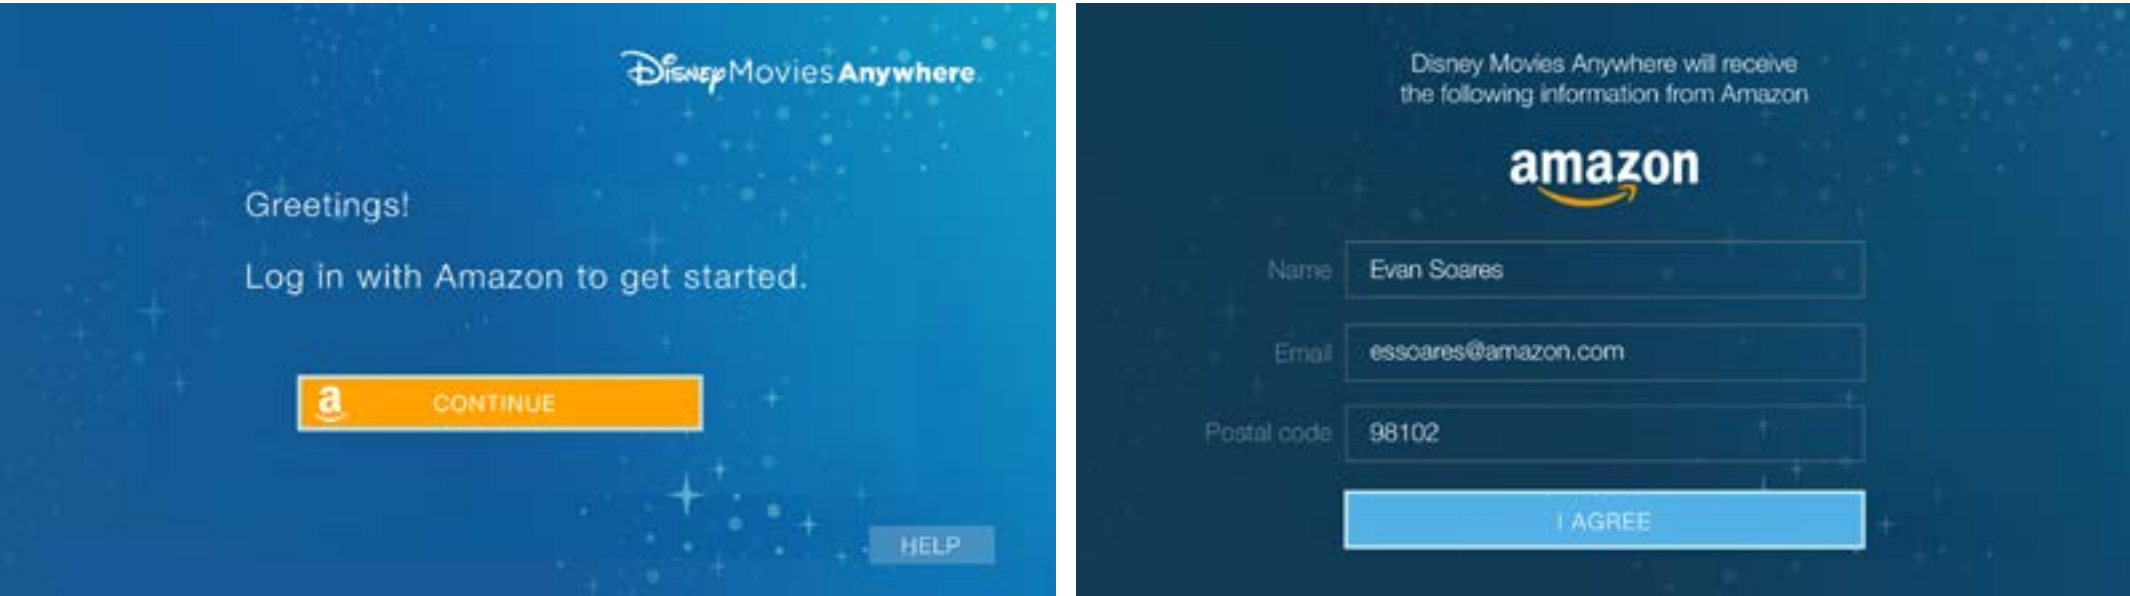 Disney Movies Anywhere
Greetings!
Log in with Amazon to get started.
a CONTINUE
HELP
Disney Movies Anywhere will receive
the following information from Amazon
amazon
Name Evan Soares
Email essoares@amazon.com
Postal code 98102
I AGREE